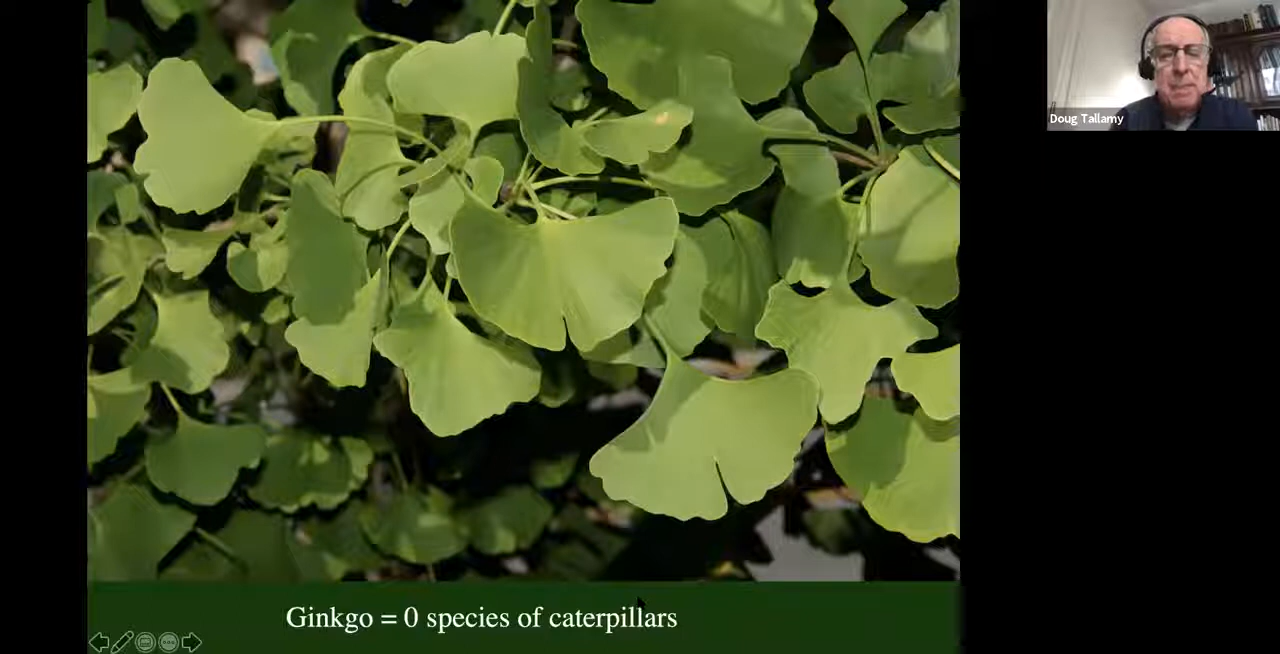 Doug Tallamy
Ginkgo = 0 species of caterpillars